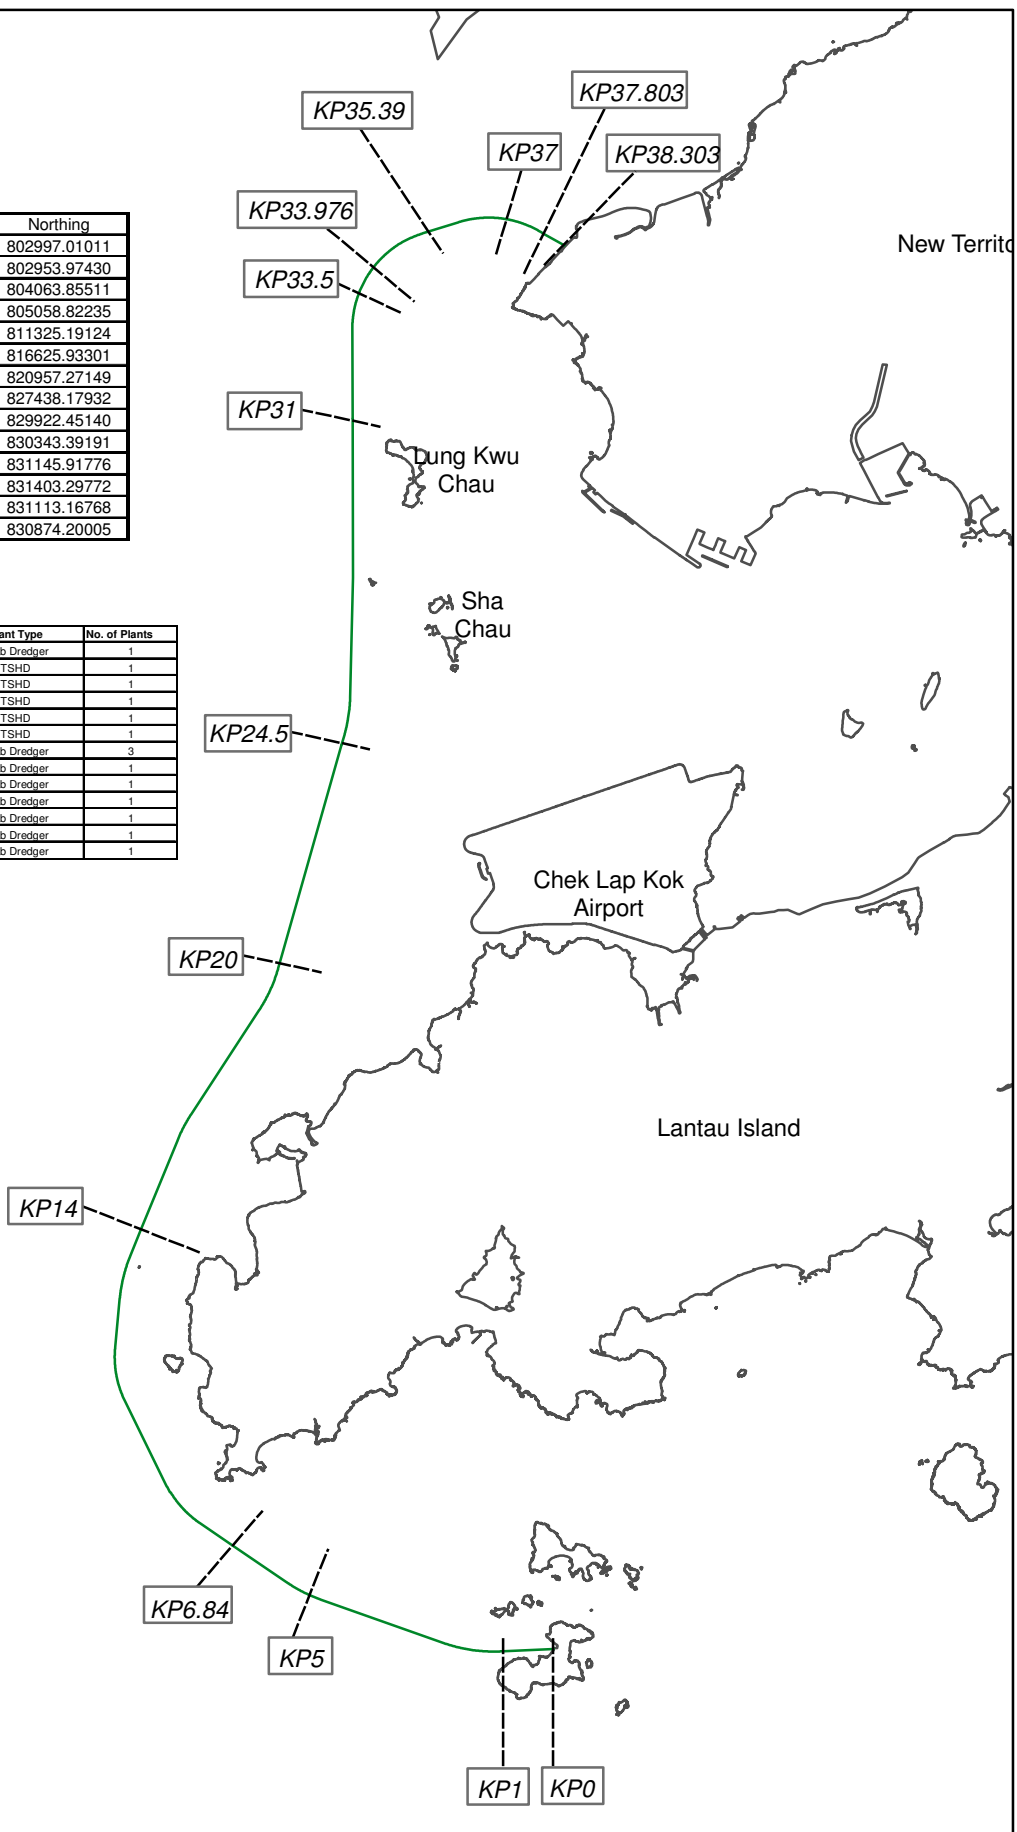 KP37.803
KP35.39
KP37
KP38.303
KP33.976
New Territo
KP33.5
Northing
802997.01011
802953.97430
804063.85511
805058.82235
811325.19124
816625.93301
820957.27149
827438.17932
829922.45140
830343.39191
831145.91776
831403.29772
831113.16768
830874.20005
KP31
Lung Kwu
Chau
Sha
Chau
ant Type No. of Plants
b Dredger 1
TSHD 1
TSHD 1
TSHD 1
TSHD 1
TSHD 1
b Dredger 3
b Dredger 1
b Dredger 1
b Dredger 1
b Dredger 1
b Dredger 1
b Dredger 1
KP24.5
Chek Lap Kok
Airport
KP20
Lantau Island
KP14
KP6.84
KP5
KP1
KP0